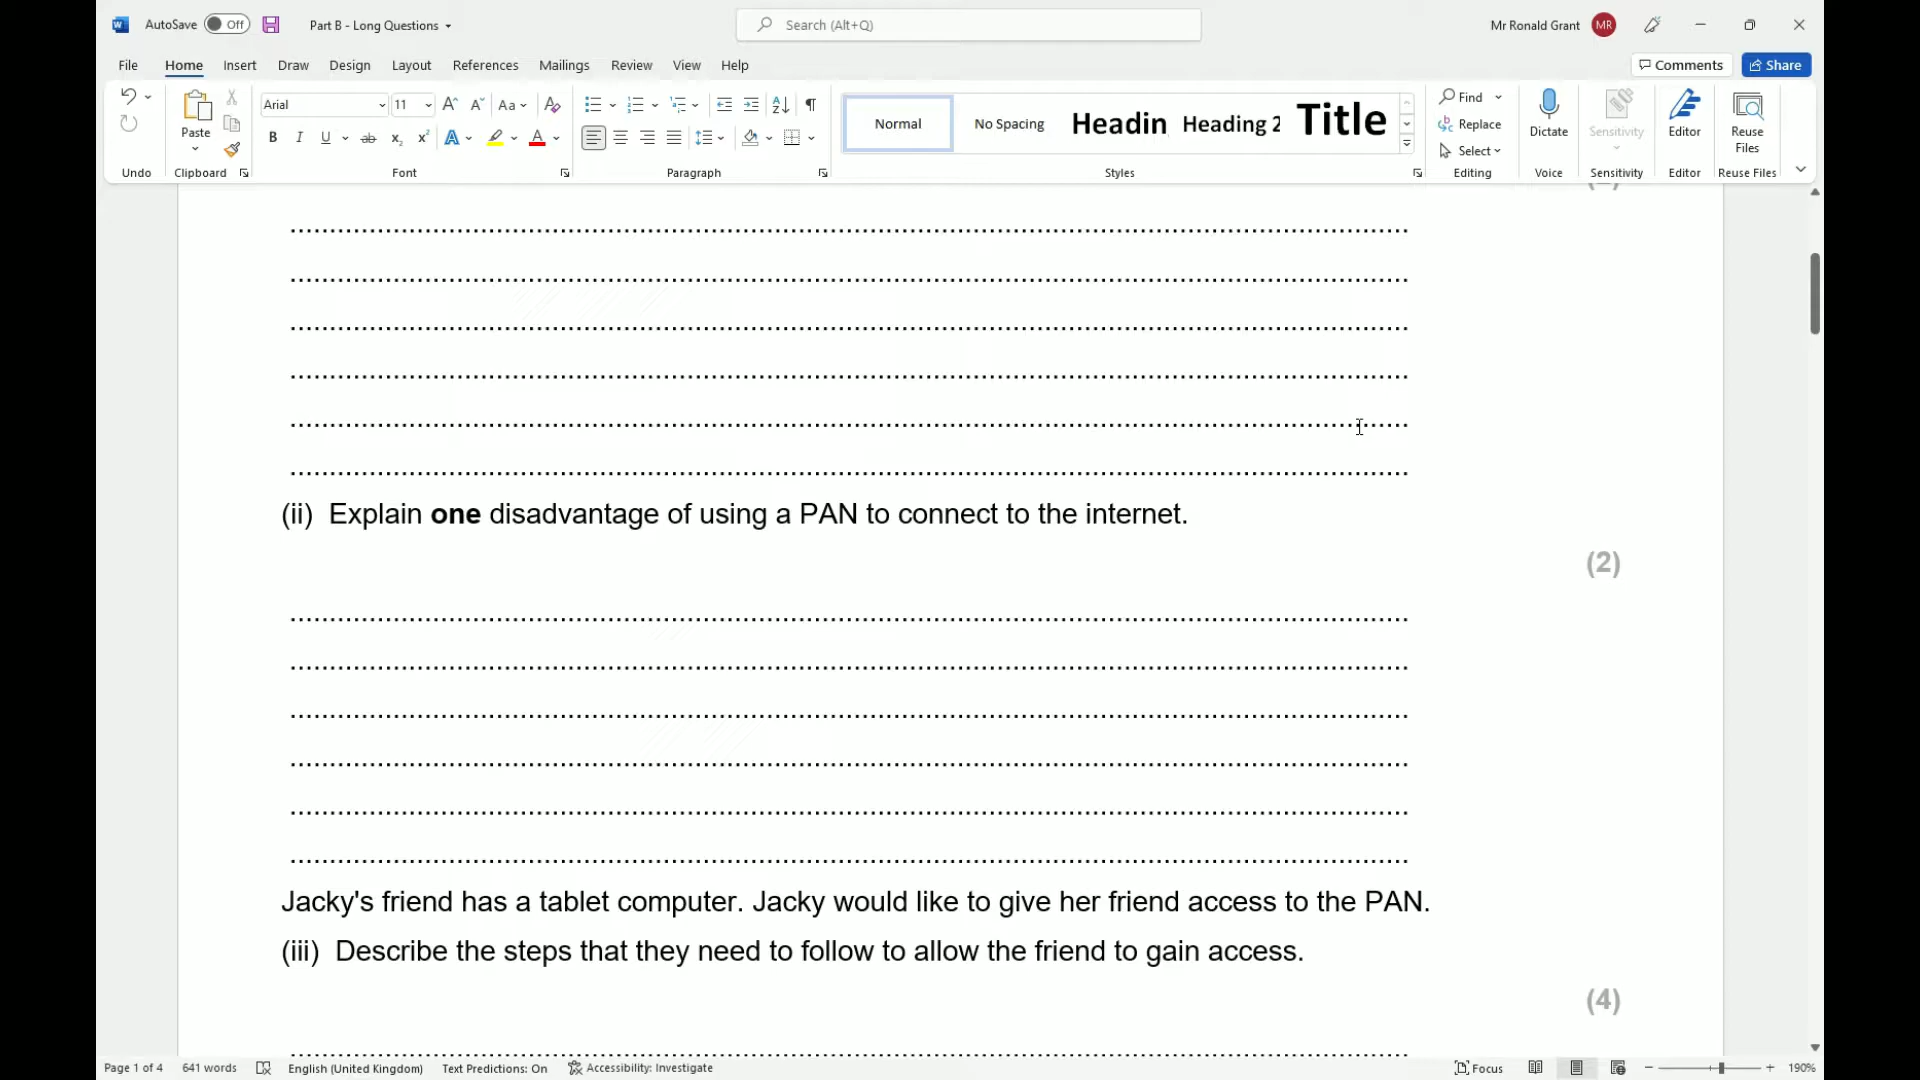 AutoSave Off Part B - Long Questions Search (Alt+Q) Mr Ronald Grant MR
File Home Insert Draw Design Layout References Mailings Review View Help Comments Share
Arial 11 Aa
Paste
Normal No Spacing Headin Heading 2 Title
Find
Replace
Select
Dictate Sensitivity Editor Reuse
Files
Undo Clipboard Font Paragraph Styles Editing Voice Sensitivity Editor Reuse Files
(ii) Explain one disadvantage of using a PAN to connect to the internet.
(2)
Jacky's friend has a tablet computer. Jacky would like to give her friend access to the PAN.
(iii) Describe the steps that they need to follow to allow the friend to gain access.
(4)
Page 1 of 4 641 words English (United Kingdom) Text Predictions: On Accessibility: Investigate Focus 190%